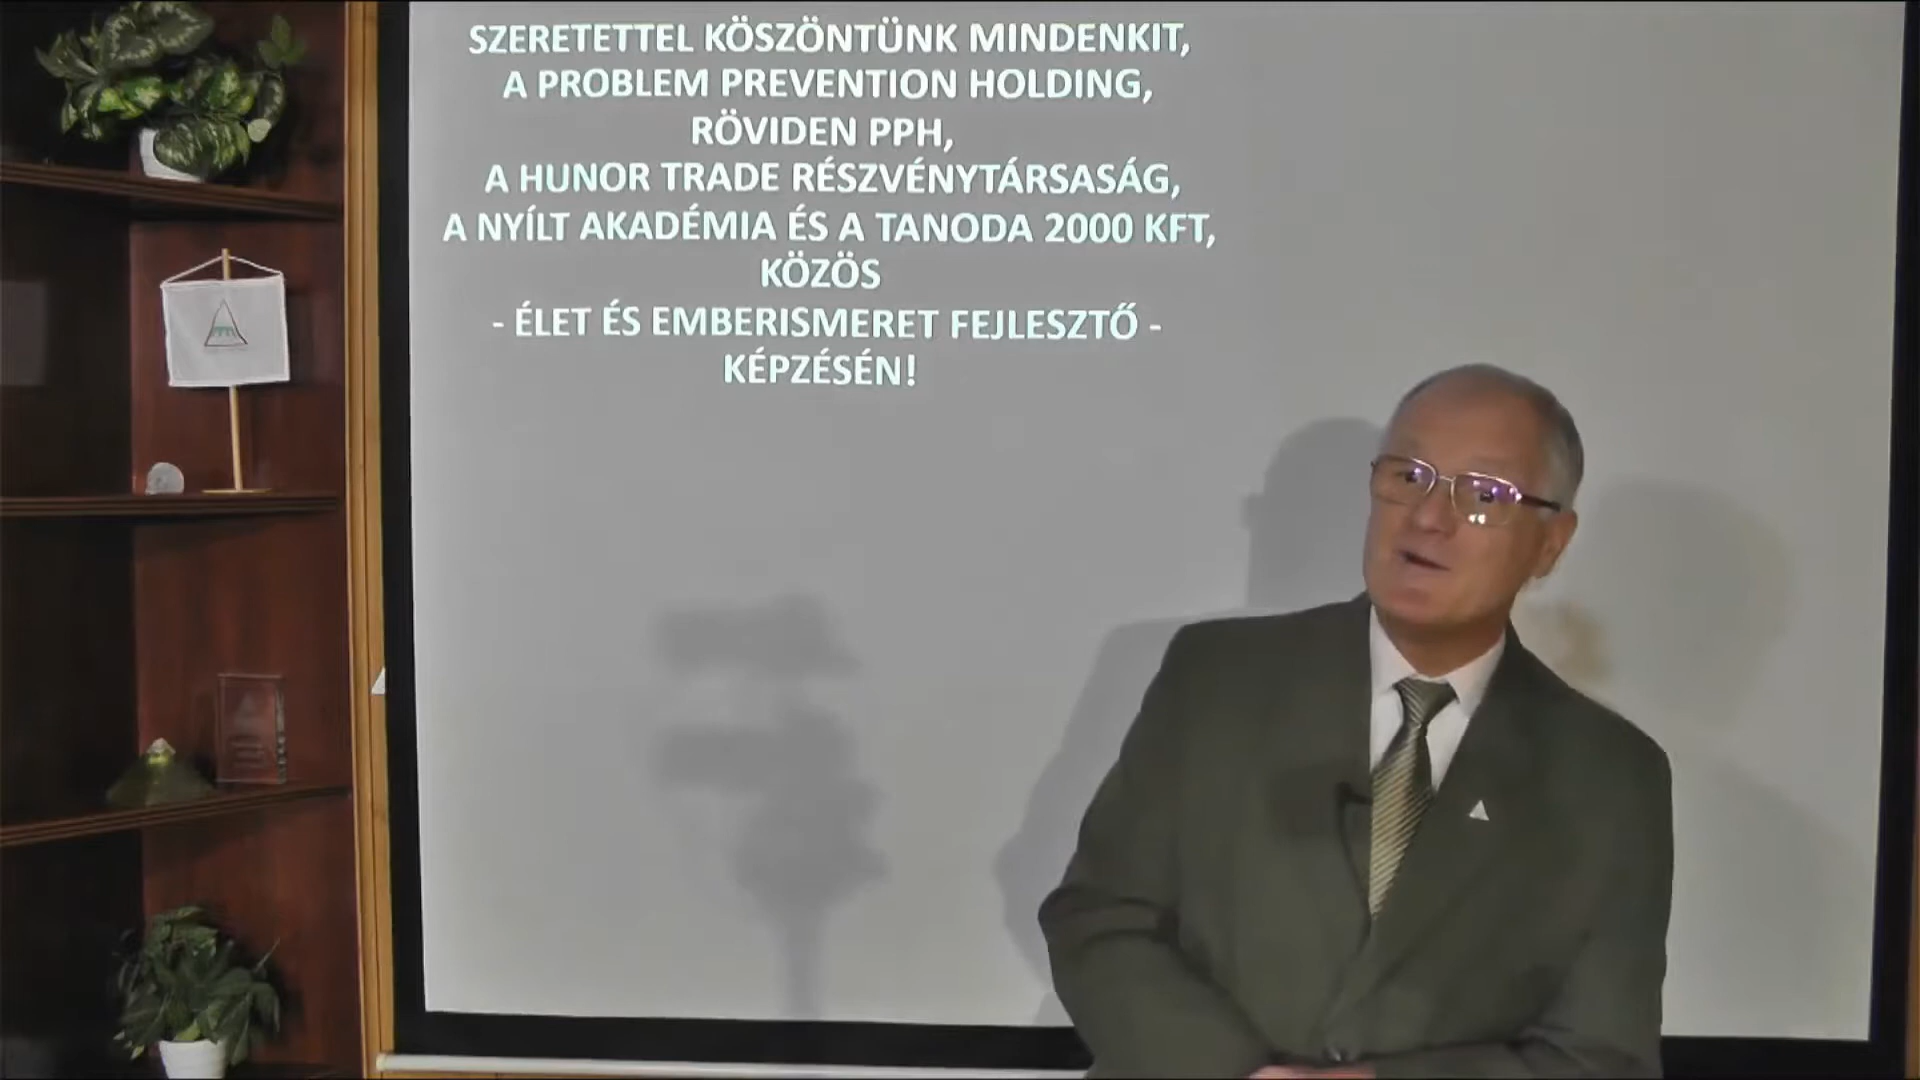 SZERETETTEL KÖSZÖNTÜNK MINDENKIT,
A PROBLEM PREVENTION HOLDING,
RÖVIDEN PPH,
A HUNOR TRADE RÉSZVÉNYTÁRSASÁG,
A NYÍLT AKADÉMIA ÉS A TANODA 2000 KFT,
KÖZÖS
- ÉLET ÉS EMBERISMERET FEJLESZTŐ -
KÉPZÉSÉN!